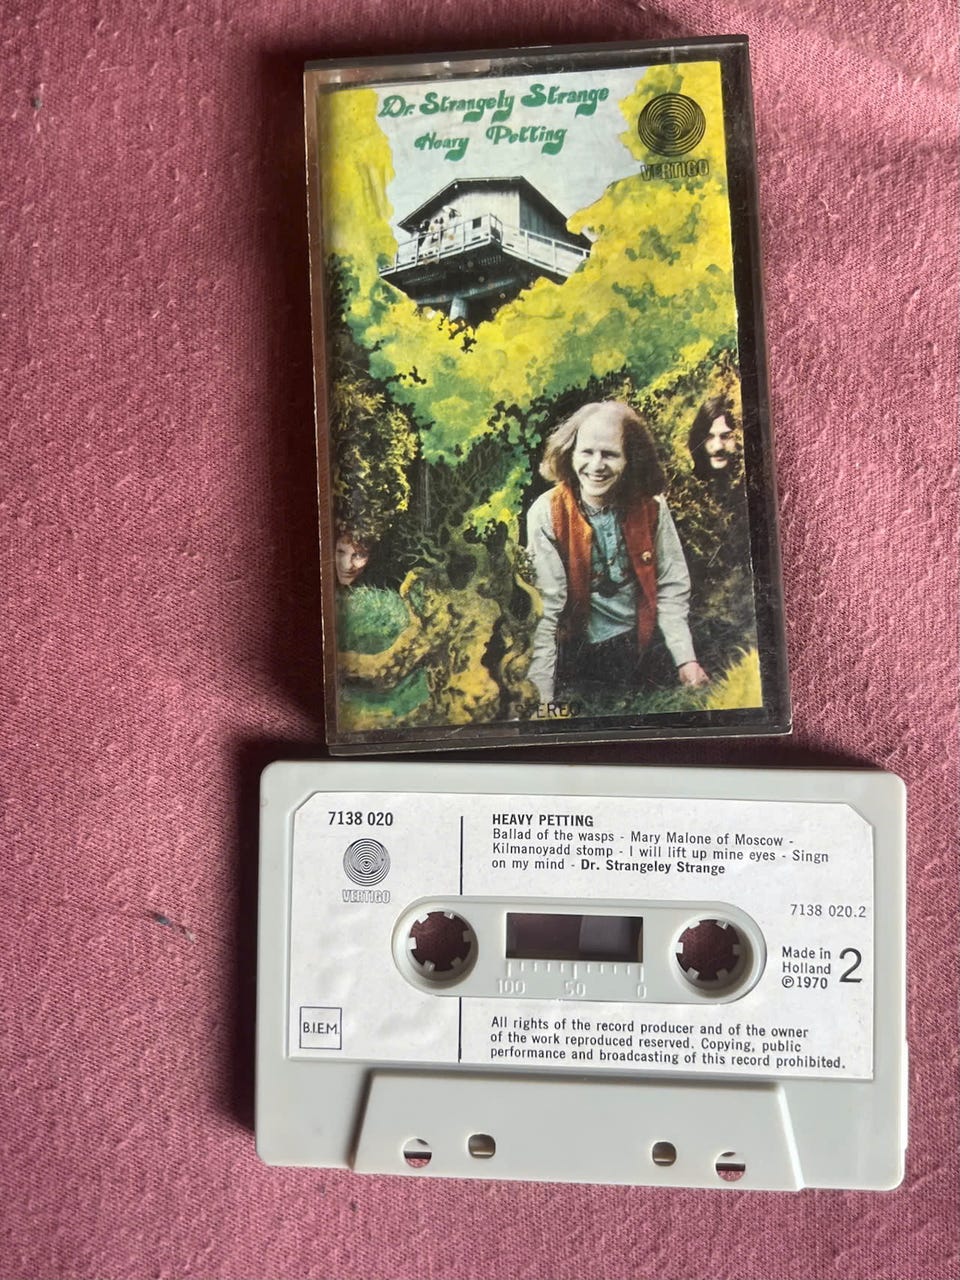 Dr. Strangely Strange
Heavy Petting
VERTIGO
STEREO
7138 020
VERTIGO
HEAVY PETTING
Ballad of the wasps - Mary Malone of Moscow -
Kilmanoyadd stomp - I will lift up mine eyes - Singn
on my mind - Dr. Strangeley Strange
7138 020.2
Made in
Holland
℗1970
2
100 50 0
B.I.E.M.
All rights of the record producer and of the owner
of the work reproduced reserved. Copying, public
performance and broadcasting of this record prohibited.